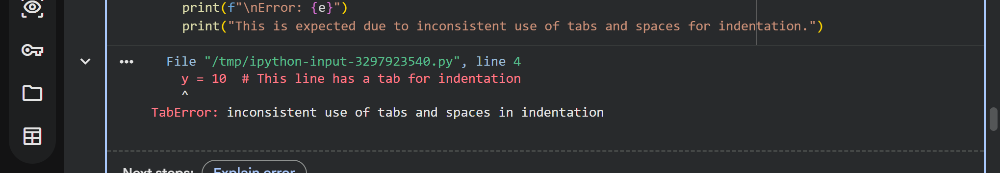 print(f"\nError: {e}")
print("This is expected due to inconsistent use of tabs and spaces for indentation.")
File "/tmp/ipython-input-3297923540.py", line 4
y = 10  # This line has a tab for indentation
^
TabError: inconsistent use of tabs and spaces in indentation
Next steps: Explain error